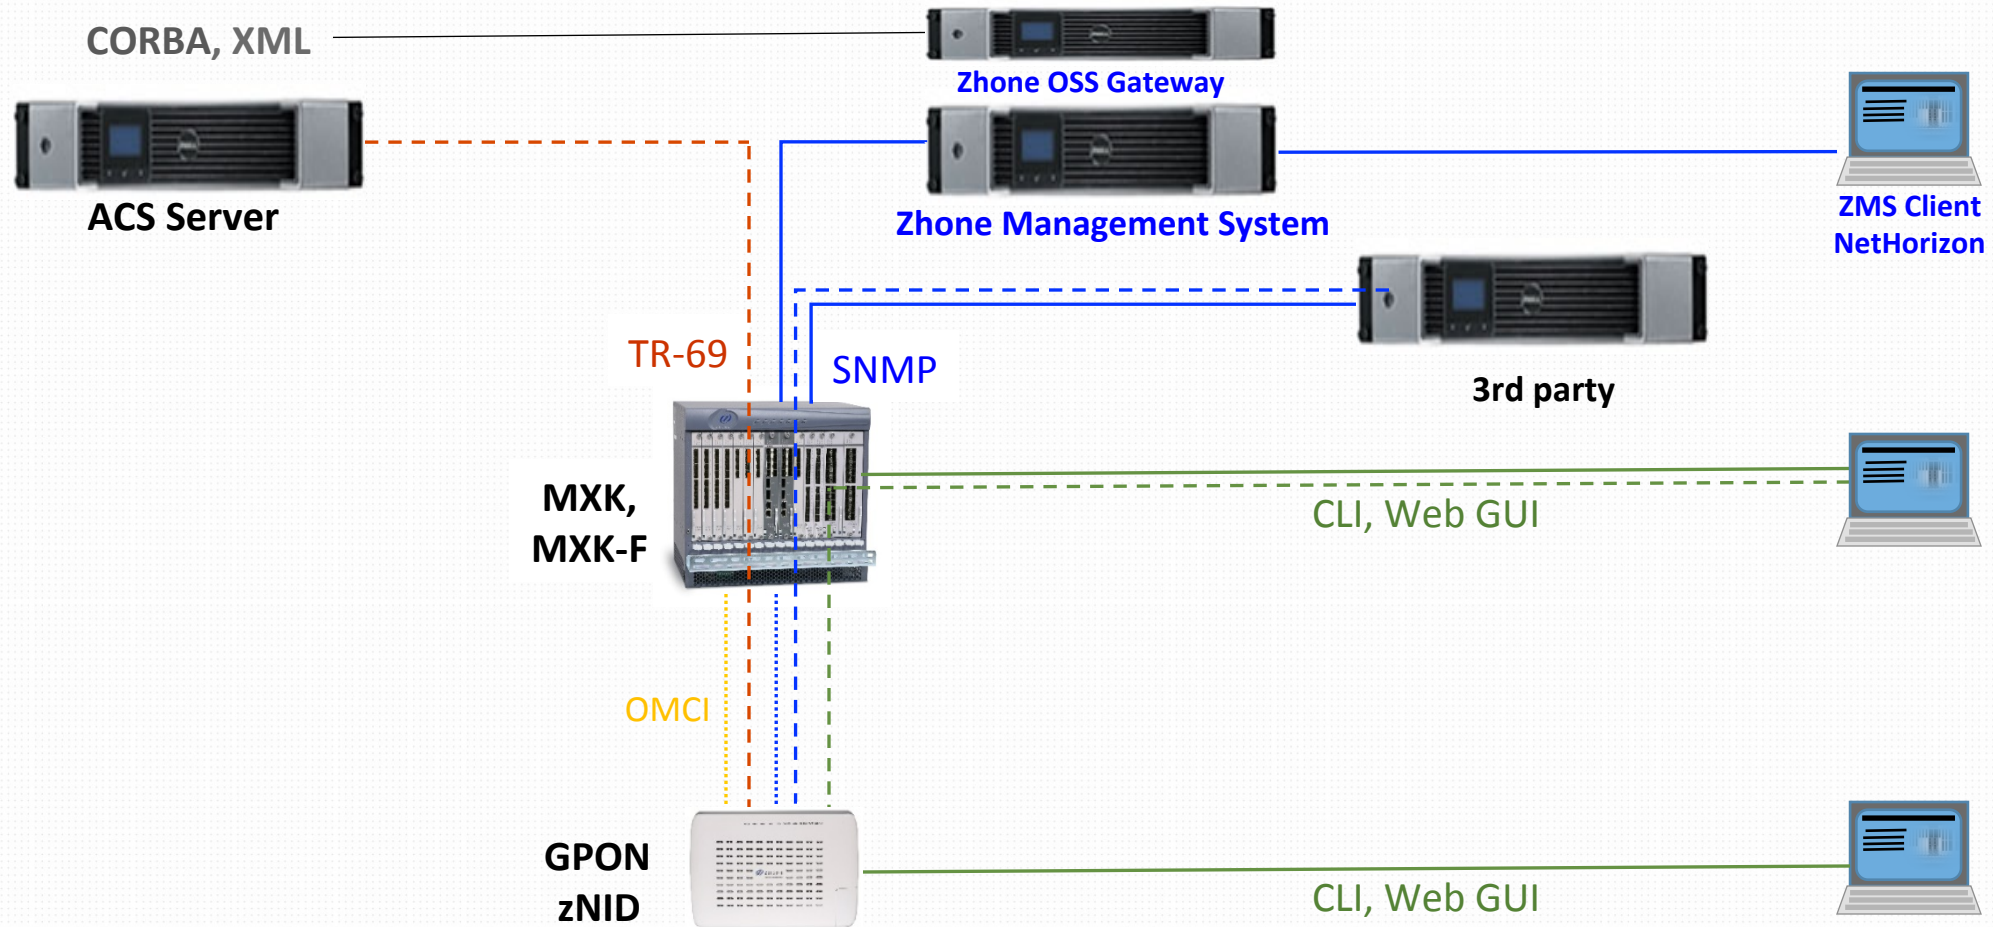 CORBA, XML
Zhone OSS Gateway
ACS Server
Zhone Management System
ZMS Client
NetHorizon
TR-69
SNMP
3rd party
MXK,
MXK-F
CLI, Web GUI
OMCI
GPON
zNID
CLI, Web GUI